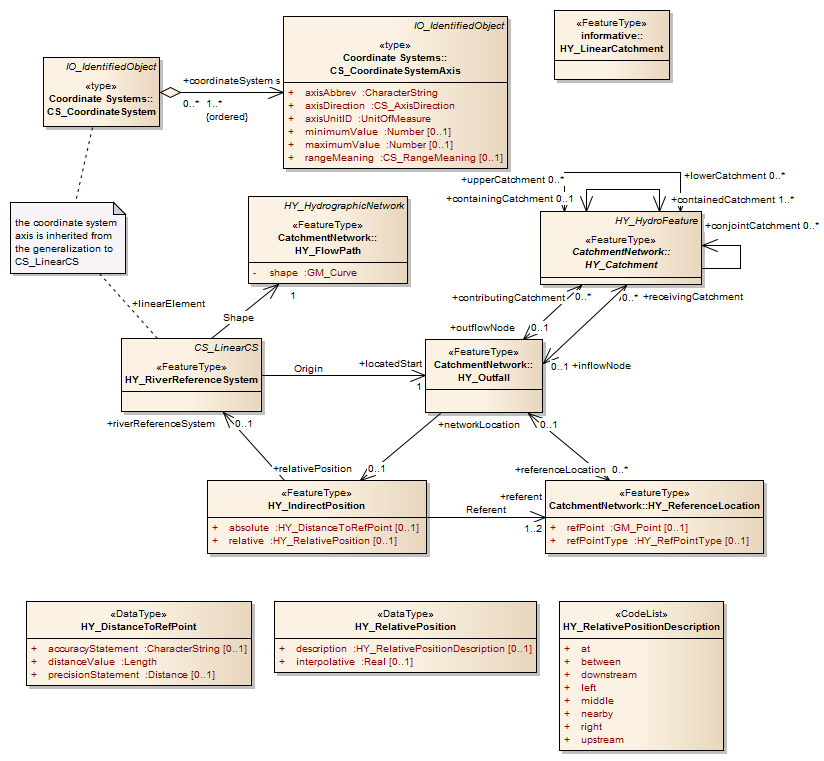 IO_IdentifiedObject
«type»
Coordinate Systems::
CS_CoordinateSystem
+coordinateSystem s
0..* 1..*
{ordered}
IO_IdentifiedObject
«type»
Coordinate Systems::
CS_CoordinateSystemAxis
+ axisAbbrev :CharacterString
+ axisDirection :CS_AxisDirection
+ axisUnitID :UnitOfMeasure
+ minimumValue :Number [0..1]
+ maximumValue :Number [0..1]
+ rangeMeaning :CS_RangeMeaning [0..1]
«FeatureType»
informative::
HY_LinearCatchment
the coordinate system
axis is inherited from
the generalization to
CS_LinearCS
HY_HydrographicNetwork
«FeatureType»
CatchmentNetwork::
HY_FlowPath
- shape :GM_Curve
+upperCatchment 0..*
+lowerCatchment 0..*
+containingCatchment 0..1
+containedCatchment 1..*
HY_HydroFeature
«FeatureType»
CatchmentNetwork::
HY_Catchment
+conjointCatchment 0..*
+linearElement
1
Shape
+contributingCatchment 0..*
0..* +receivingCatchment
+outflowNode 0..1
0..1 +inflowNode
CS_LinearCS
«FeatureType»
HY_RiverReferenceSystem
Origin
+locatedStart
1
«FeatureType»
CatchmentNetwork::
HY_Outfall
+riverReferenceSystem 0..1
+networkLocation 0..1
+relativePosition 0..1
+referenceLocation 0..*
«FeatureType»
HY_IndirectPosition
+ absolute :HY_DistanceToRefPoint [0..1]
+ relative :HY_RelativePosition [0..1]
+referent
Referent
1..2
«FeatureType»
CatchmentNetwork::HY_ReferenceLocation
+ refPoint :GM_Point [0..1]
+ refPointType :HY_RefPointType [0..1]
«DataType»
HY_DistanceToRefPoint
+ accuracyStatement :CharacterString [0..1]
+ distanceValue :Length
+ precisionStatement :Distance [0..1]
«DataType»
HY_RelativePosition
+ description :HY_RelativePositionDescription [0..1]
+ interpolative :Real [0..1]
«CodeList»
HY_RelativePositionDescription
+ at
+ between
+ downstream
+ left
+ middle
+ nearby
+ right
+ upstream